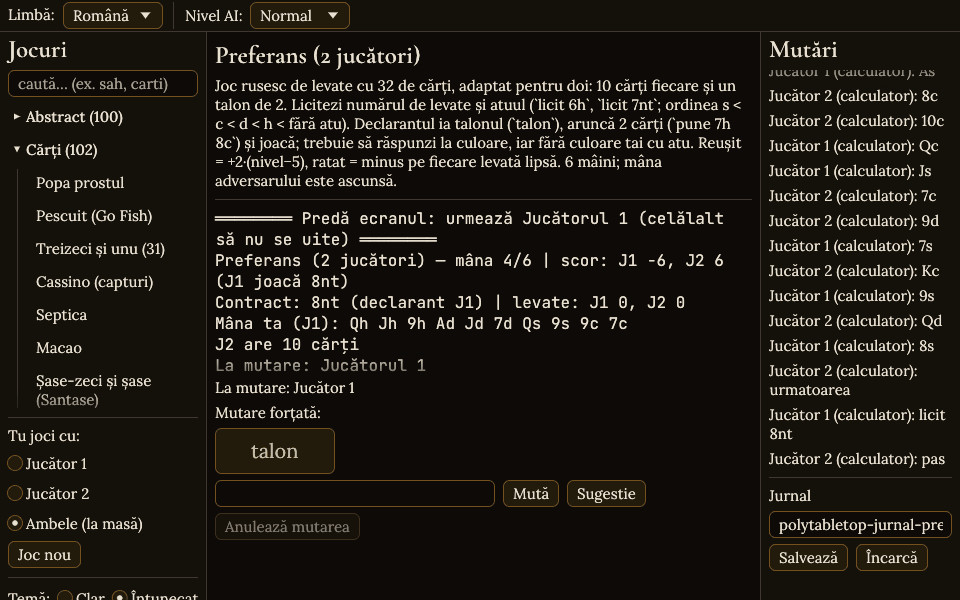 Limbă:
Română
Nivel AI:
Normal
Jocuri
caută... (ex. sah, carti)
Abstract (100)
Cărți (102)
Popa prostul
Pescuit (Go Fish)
Treizeci și unu (31)
Cassino (capturi)
Septica
Macao
Șase-zeci și șase
(Santase)
Tu joci cu:
Jucător 1
Jucător 2
Ambele (la masă)
Joc nou
Temă:
Clar
Întunecat
Preferans (2 jucători)
Joc rusesc de levate cu 32 de cărți, adaptat pentru doi: 10 cărți fiecare și un
talon de 2. Licitezi numărul de levate și atuul (`licit 6h`, `licit 7nt`; ordinea s <
c < d < h < fără atu). Declarantul ia talonul (`talon`), aruncă 2 cărți (`pune 7h
8c`) și joacă; trebuie să răspunzi la culoare, iar fără culoare tai cu atu. Reușit
= +2·(nivel−5), ratat = minus pe fiecare levată lipsă. 6 mâini; mâna
adversarului este ascunsă.
════════ Predă ecranul: urmează Jucătorul 1 (celălalt
să nu se uite) ════════
Preferans (2 jucători) — mâna 4/6 | scor: J1 -6, J2 6
(J1 joacă 8nt)
Contract: 8nt (declarant J1) | levate: J1 0, J2 0
Mâna ta (J1): Qh Jh 9h Ad Jd 7d Qs 9s 9c 7c
J2 are 10 cărți
La mutare: Jucătorul 1
La mutare: Jucător 1
Mutare forțată:
talon
Mută
Sugestie
Anulează mutarea
Mutări
Jucător 1 (calculator): As
Jucător 2 (calculator): 8c
Jucător 2 (calculator): 10c
Jucător 1 (calculator): Qc
Jucător 1 (calculator): Js
Jucător 2 (calculator): 7c
Jucător 2 (calculator): 9d
Jucător 1 (calculator): 7s
Jucător 2 (calculator): Kc
Jucător 1 (calculator): 9s
Jucător 2 (calculator): Qd
Jucător 1 (calculator): 8s
Jucător 2 (calculator):
urmatoarea
Jucător 1 (calculator): licit
8nt
Jucător 2 (calculator): pas
Jurnal
polytabletop-jurnal-pre
Salvează
Încarcă